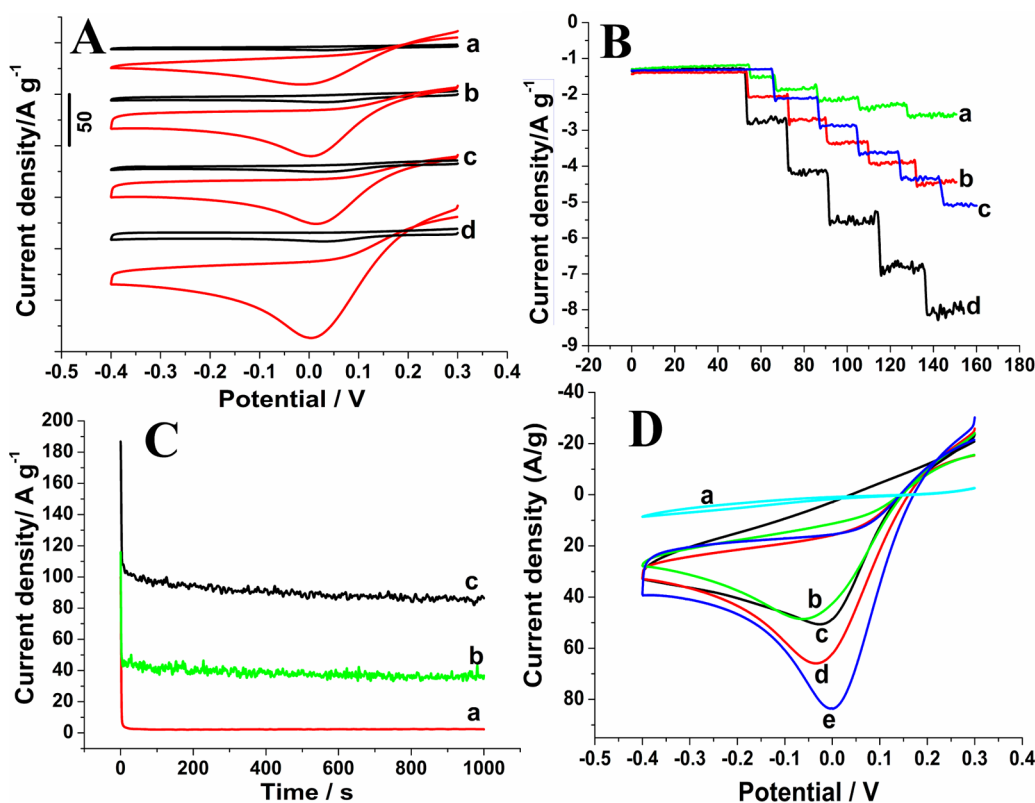 A
a
b
50
c
d
Current density/A g-1
-0.5 -0.4 -0.3 -0.2 -0.1 0.0 0.1 0.2 0.3 0.4
Potential / V
B
-1
-2
-3
-4
-5
-6
-7
-8
-9
a
b
c
d
Current density/A g-1
0 20 40 60 80 100 120 140 160 180
C
200
180
160
140
120
100
80
60
40
20
0
c
b
a
Current density/ A g-1
0 200 400 600 800 1000
Time / s
D
-40
-20
0
20
40
60
80
a
b
c
d
e
Current density (A/g)
-0.5 -0.4 -0.3 -0.2 -0.1 0.0 0.1 0.2 0.3 0.4
Potential / V